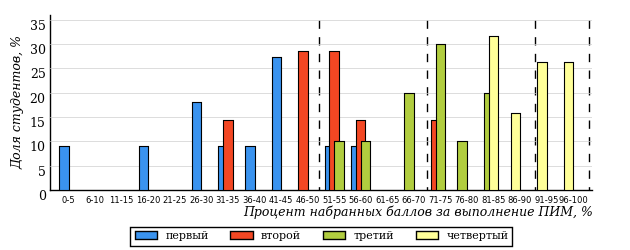 Доля студентов, %
35
30
25
20
15
10
5
0
0-5 6-10 11-15 16-20 21-25 26-30 31-35 36-40 41-45 46-50 51-55 56-60 61-65 66-70 71-75 76-80 81-85 86-90 91-95 96-100
Процент набранных баллов за выполнение ПИМ, %
первый второй третий четвертый